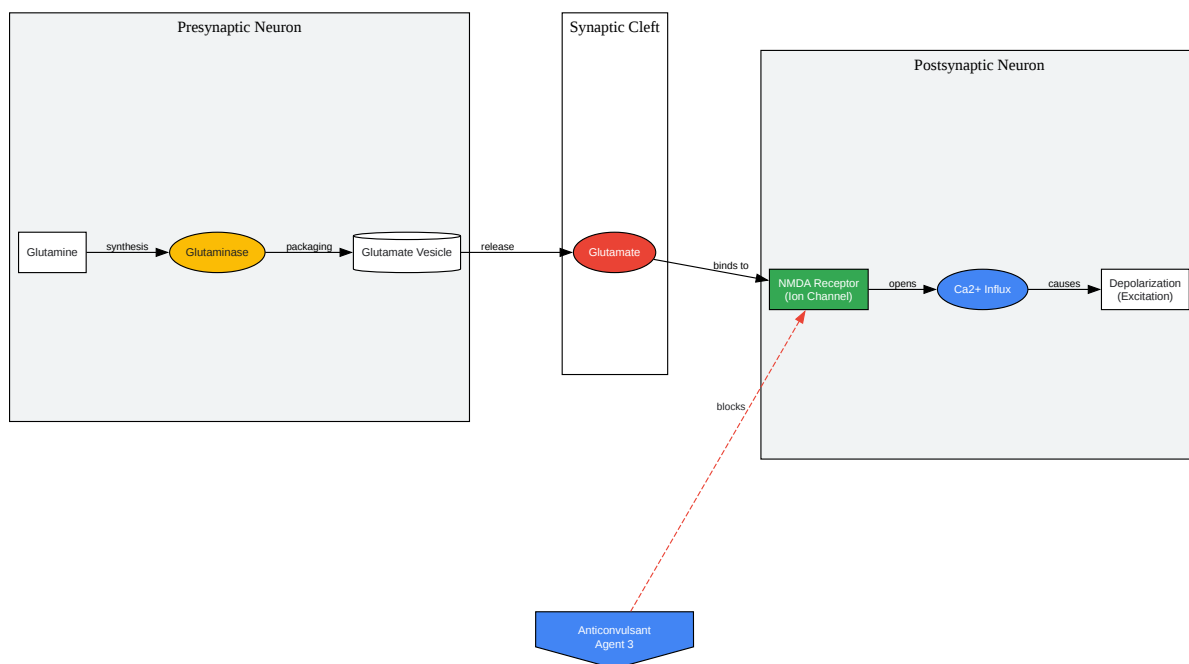 Presynaptic Neuron
Synaptic Cleft
Postsynaptic Neuron
Glutamine
synthesis
Glutaminase
packaging
Glutamate Vesicle
release
Glutamate
binds to
NMDA Receptor
(Ion Channel)
opens
Ca2+ Influx
causes
Depolarization
(Excitation)
blocks
Anticonvulsant
Agent 3